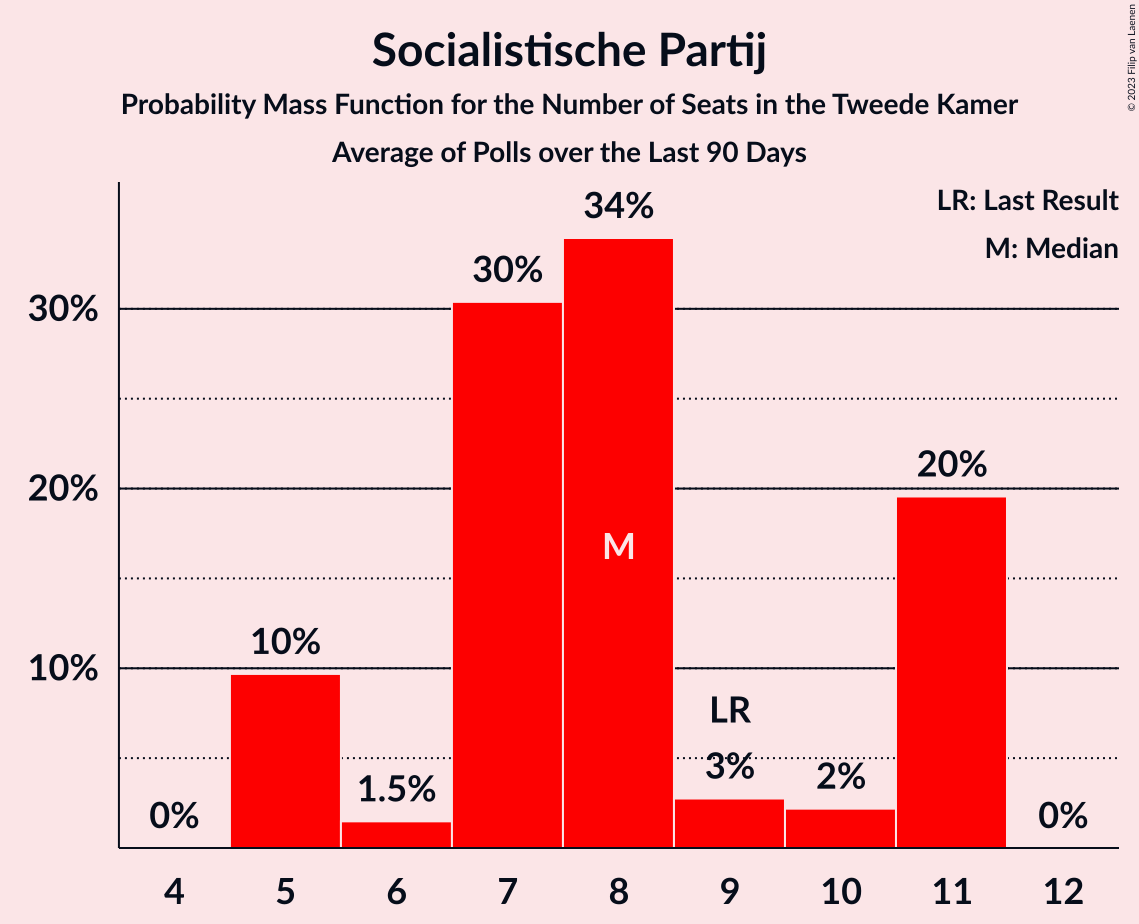 Socialistische Partij
Probability Mass Function for the Number of Seats in the Tweede Kamer
Average of Polls over the Last 90 Days
© 2023 Filip van Laenen
LR: Last Result
M: Median
34%
30%
30%
20%
20%
M
10%
10%
LR
3%
2%
1.5%
0%
0%
4 5 6 7 8 9 10 11 12